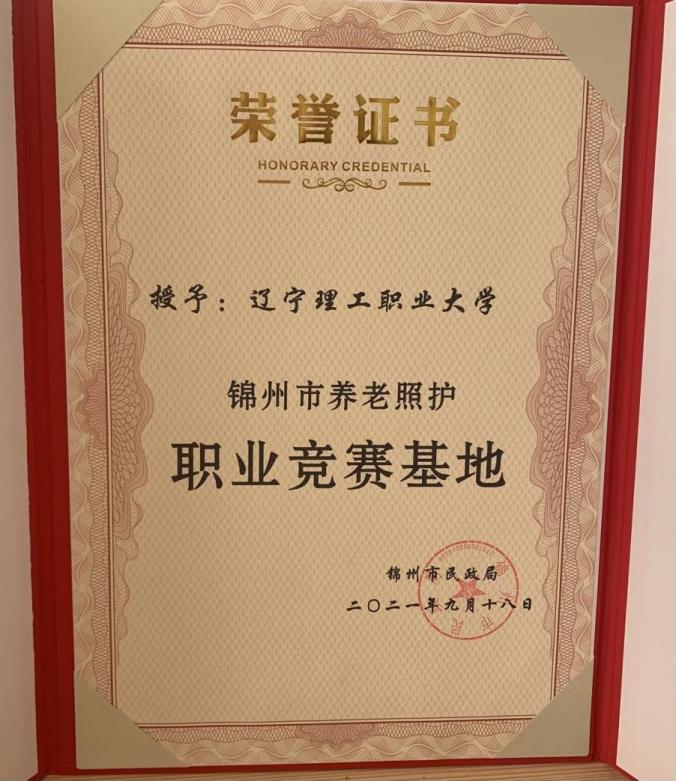 荣誉证书
HONORARY CREDENTIAL
授予：辽宁理工职业大学
锦州市养老照护
职业竞赛基地
锦州市民政局
二〇二一年九月十八日